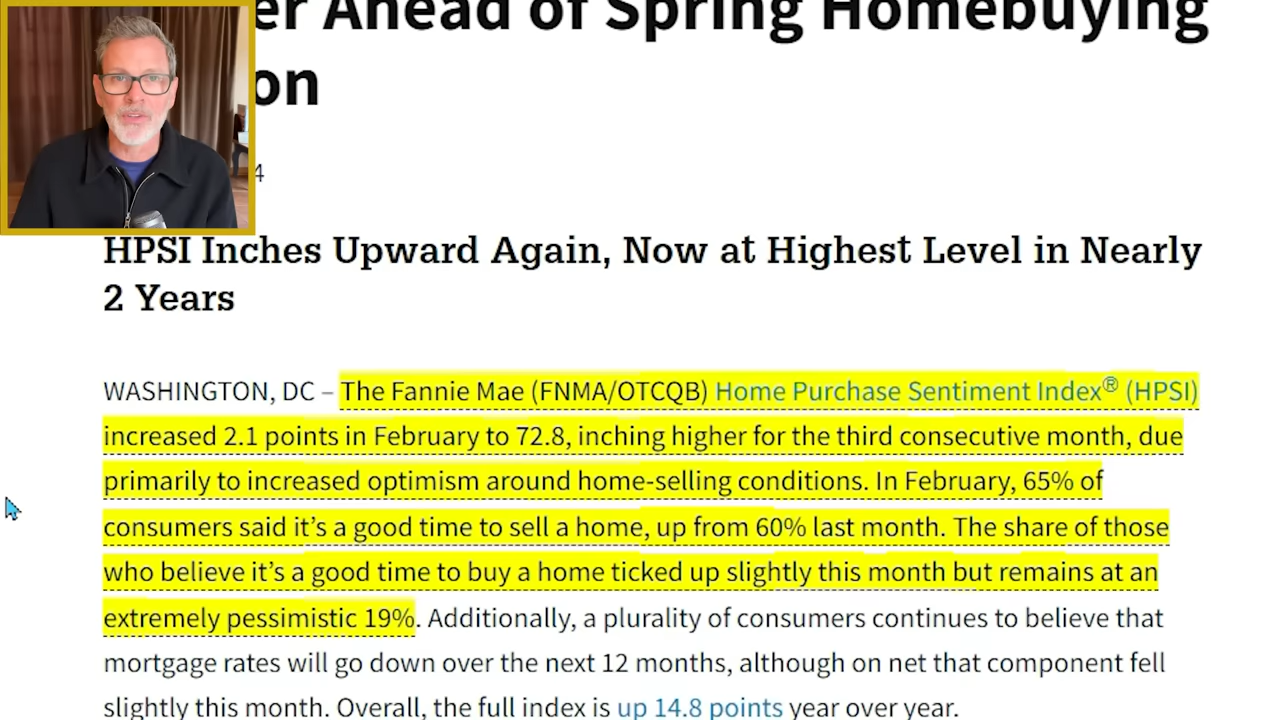 er Ahead of Spring Homebuying
on
4
HPSI Inches Upward Again, Now at Highest Level in Nearly
2 Years
WASHINGTON, DC – The Fannie Mae (FNMA/OTCQB) Home Purchase Sentiment Index® (HPSI)
increased 2.1 points in February to 72.8, inching higher for the third consecutive month, due
primarily to increased optimism around home-selling conditions. In February, 65% of
consumers said it’s a good time to sell a home, up from 60% last month. The share of those
who believe it’s a good time to buy a home ticked up slightly this month but remains at an
extremely pessimistic 19%. Additionally, a plurality of consumers continues to believe that
mortgage rates will go down over the next 12 months, although on net that component fell
slightly this month. Overall, the full index is up 14.8 points year over year.